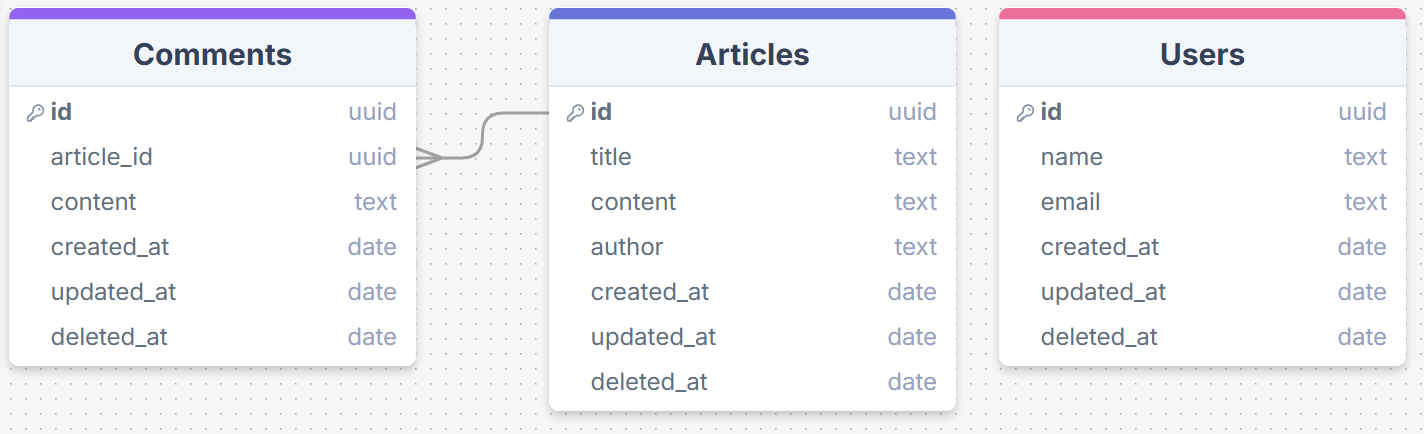 Comments
id uuid
article_id uuid
content text
created_at date
updated_at date
deleted_at date
Articles
id uuid
title text
content text
author text
created_at date
updated_at date
deleted_at date
Users
id uuid
name text
email text
created_at date
updated_at date
deleted_at date